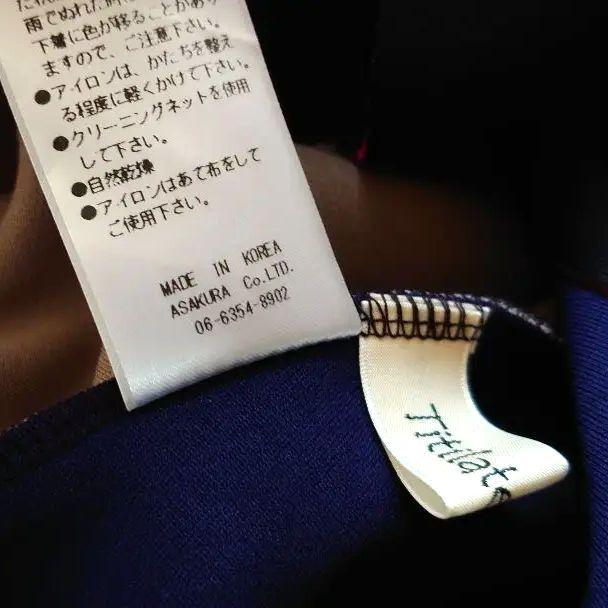 雨でぬれた時に
下着に色が移ることがあり
ますので、ご注意下さい。
●アイロンは、かたちを整え
る程度に軽くかけて下さい。
●クリーニングネットを使用
して下さい。
●自然乾燥
●アイロンはあて布をして
ご使用下さい。
MADE IN KOREA
ASAKURA Co.LTD.
06-6354-8902
Titilat